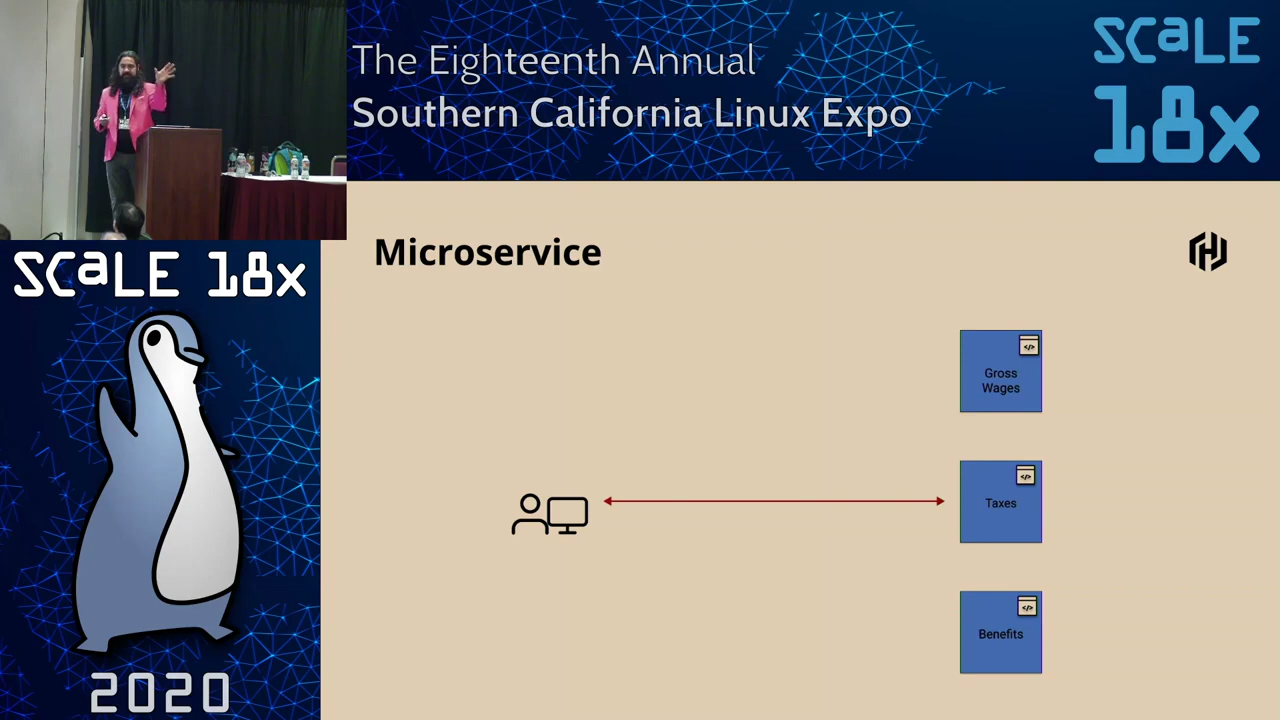 The Eighteenth Annual
Southern California Linux Expo
SCaLE
18x
SCaLE 18x
2020
Microservice
</>
Gross
Wages
</>
Taxes
</>
Benefits